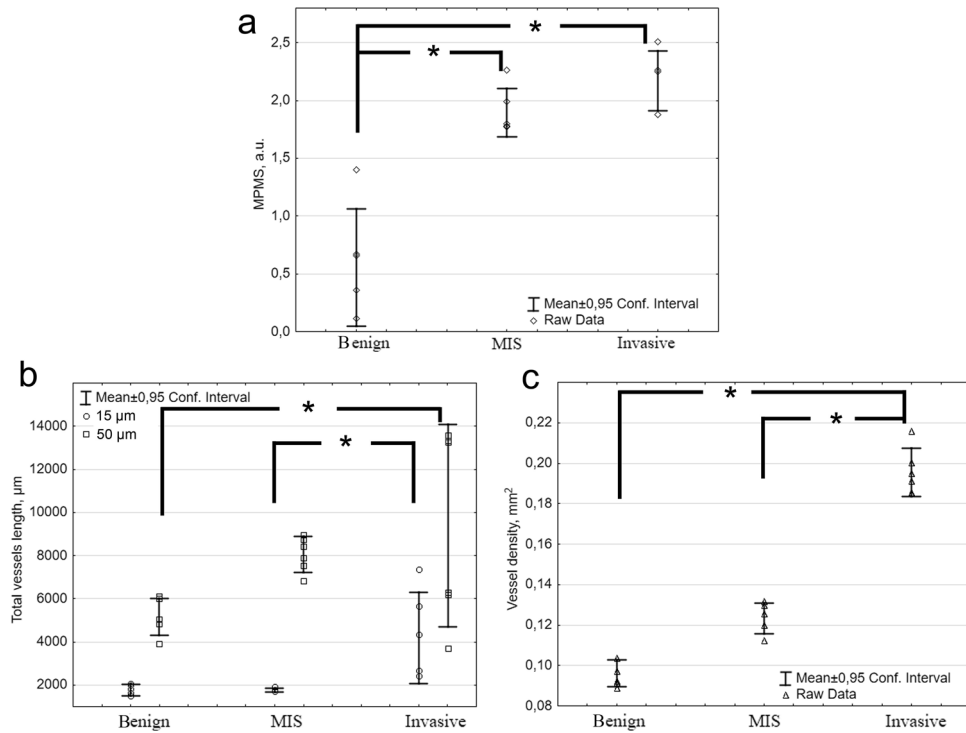 a
*
*
2,5
2,0
1,5
1,0
0,5
0,0
MPMS, a.u.
Mean±0,95 Conf. Interval
Raw Data
Benign
MIS
Invasive
b
Mean±0,95 Conf. Interval
15 µm
50 µm
*
*
14000
12000
10000
8000
6000
4000
2000
Total vessels length, µm
Benign
MIS
Invasive
c
*
*
0,22
0,20
0,18
0,16
0,14
0,12
0,10
0,08
Vessel density, mm²
Mean±0,95 Conf. Interval
Raw Data
Benign
MIS
Invasive